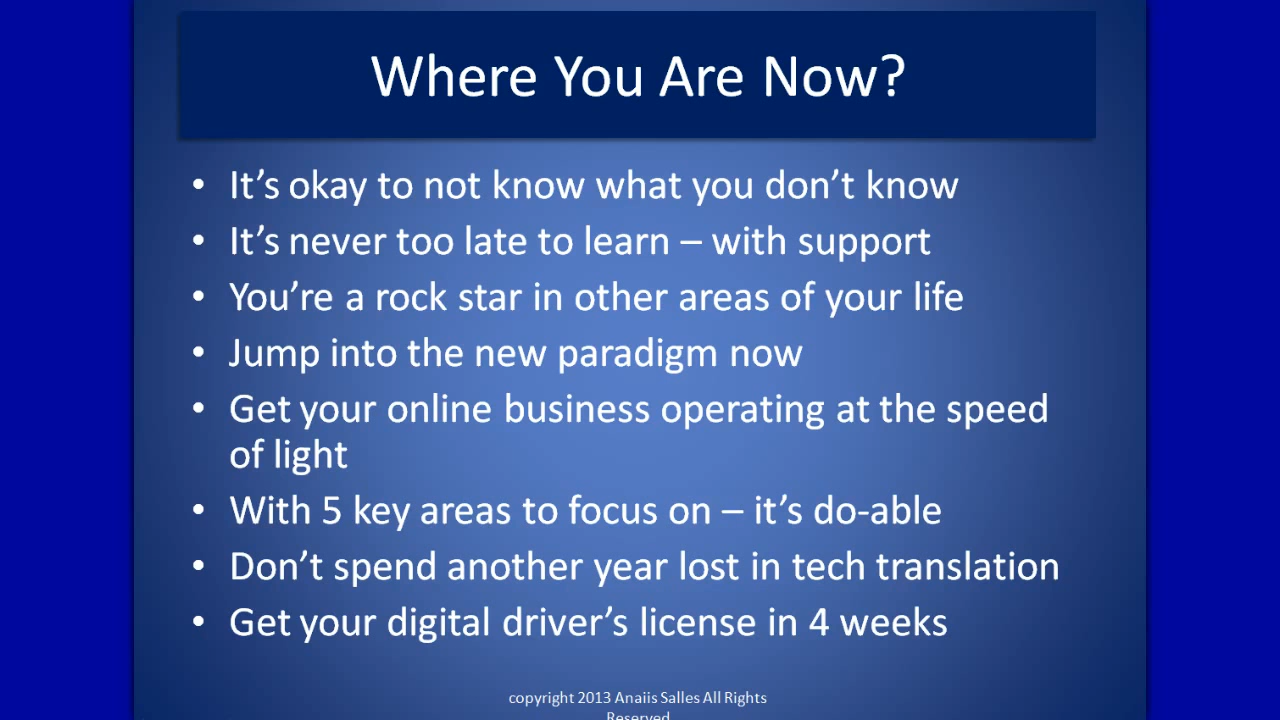 Where You Are Now?
• It’s okay to not know what you don’t know
• It’s never too late to learn – with support
• You’re a rock star in other areas of your life
• Jump into the new paradigm now
• Get your online business operating at the speed
of light
• With 5 key areas to focus on – it’s do-able
• Don’t spend another year lost in tech translation
• Get your digital driver’s license in 4 weeks
copyright 2013 Anaiis Salles All Rights
Reserved